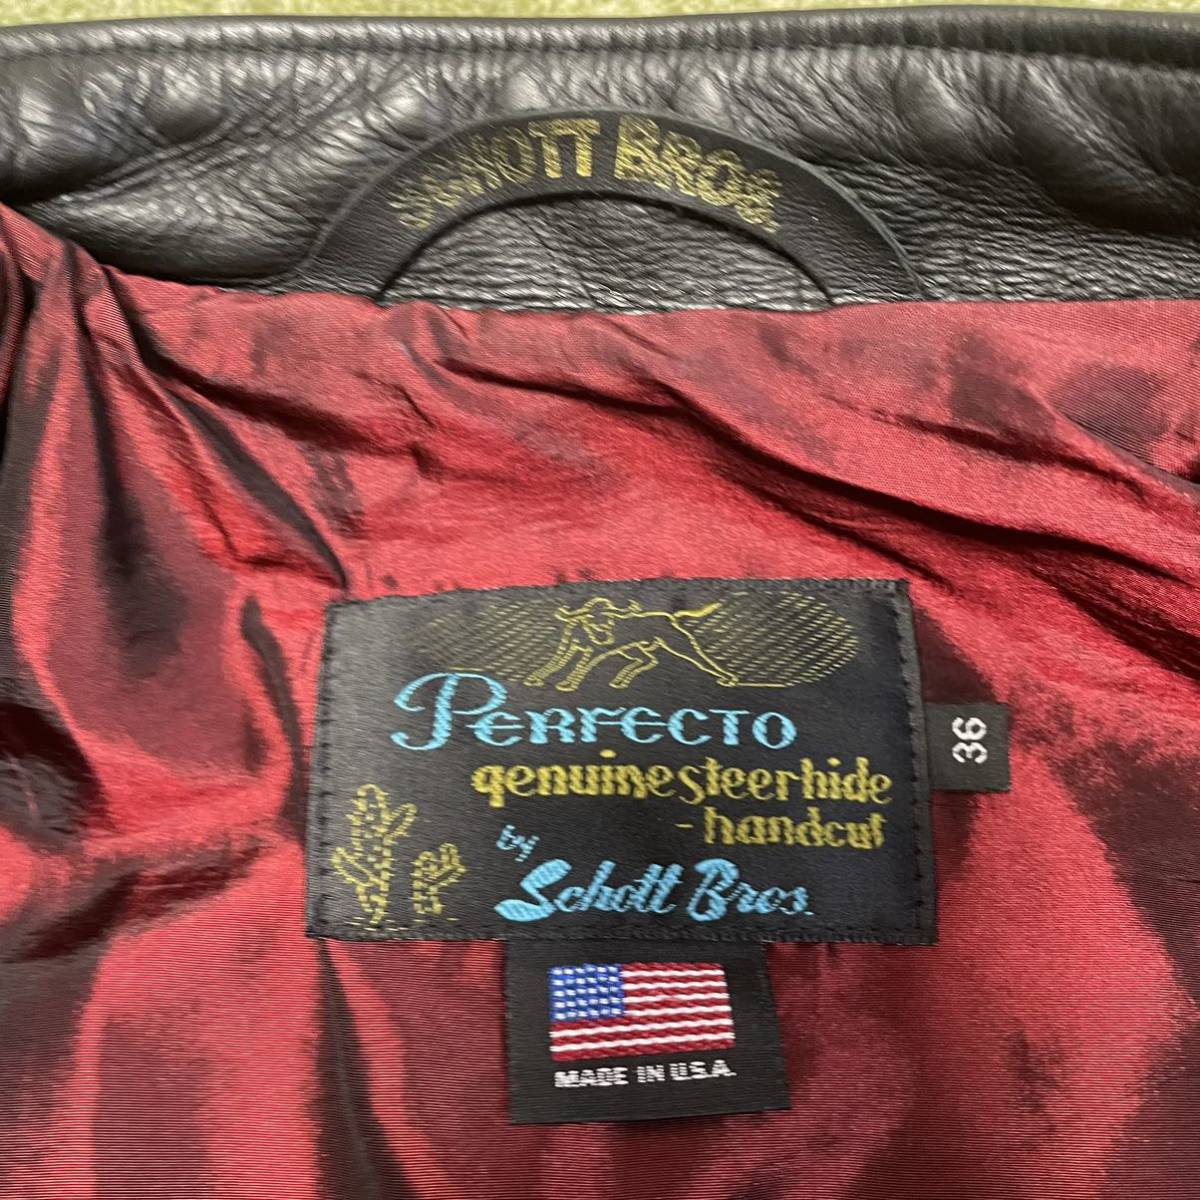 SCHOTT BROS.
PERFECTO
genuine steerhide
- handcut
by
Schott Bros.
36
MADE IN U.S.A.